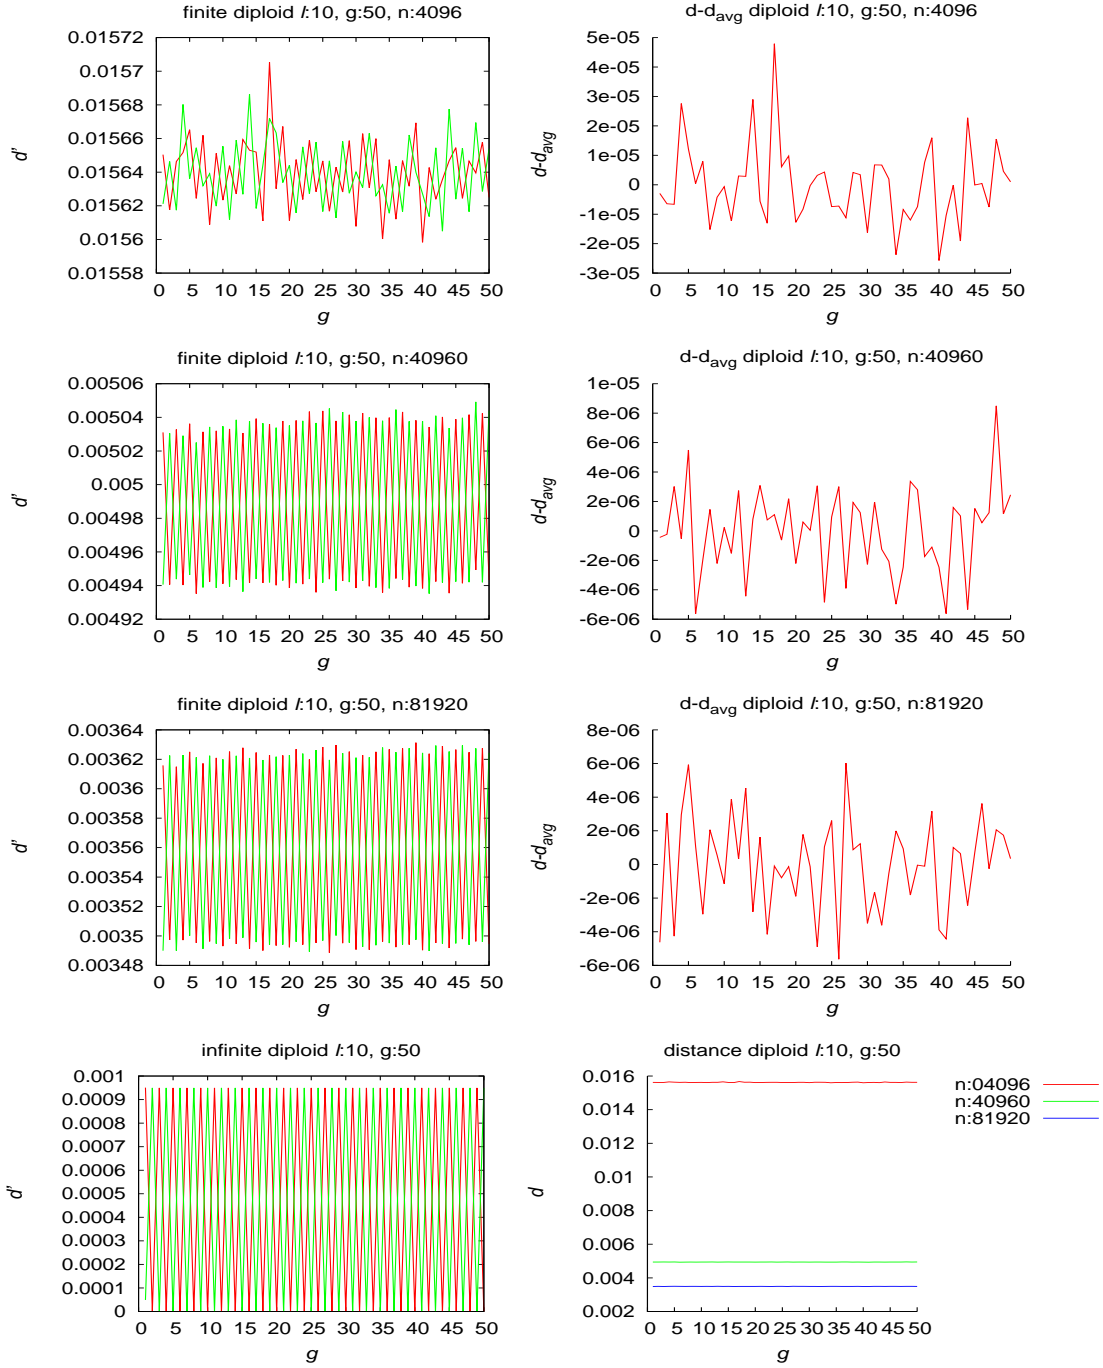 finite diploid l:10, g:50, n:4096
0.01572
0.0157
0.01568
0.01566
0.01564
0.01562
0.0156
0.01558
d'
0 5 10 15 20 25 30 35 40 45 50
g
d-davg diploid l:10, g:50, n:4096
5e-05
4e-05
3e-05
2e-05
1e-05
0
-1e-05
-2e-05
-3e-05
d-davg
0 5 10 15 20 25 30 35 40 45 50
g
finite diploid l:10, g:50, n:40960
0.00506
0.00504
0.00502
0.005
0.00498
0.00496
0.00494
0.00492
d'
0 5 10 15 20 25 30 35 40 45 50
g
d-davg diploid l:10, g:50, n:40960
1e-05
8e-06
6e-06
4e-06
2e-06
0
-2e-06
-4e-06
-6e-06
d-davg
0 5 10 15 20 25 30 35 40 45 50
g
finite diploid l:10, g:50, n:81920
0.00364
0.00362
0.0036
0.00358
0.00356
0.00354
0.00352
0.0035
0.00348
d'
0 5 10 15 20 25 30 35 40 45 50
g
d-davg diploid l:10, g:50, n:81920
8e-06
6e-06
4e-06
2e-06
0
-2e-06
-4e-06
-6e-06
d-davg
0 5 10 15 20 25 30 35 40 45 50
g
infinite diploid l:10, g:50
0.001
0.0009
0.0008
0.0007
0.0006
0.0005
0.0004
0.0003
0.0002
0.0001
0
d'
0 5 10 15 20 25 30 35 40 45 50
g
distance diploid l:10, g:50
0.016
0.014
0.012
0.01
0.008
0.006
0.004
0.002
d
0 5 10 15 20 25 30 35 40 45 50
g
n:04096
n:40960
n:81920